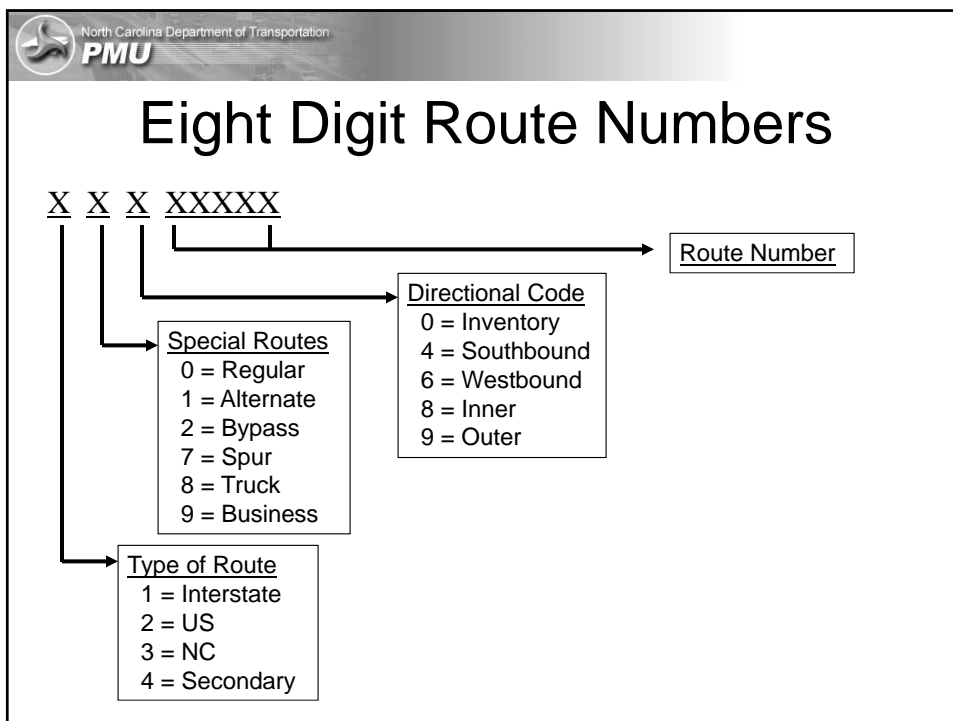 North Carolina Department of Transportation
PMU
Eight Digit Route Numbers
X X X XXXXX
Route Number
Directional Code
0 = Inventory
4 = Southbound
6 = Westbound
8 = Inner
9 = Outer
Special Routes
0 = Regular
1 = Alternate
2 = Bypass
7 = Spur
8 = Truck
9 = Business
Type of Route
1 = Interstate
2 = US
3 = NC
4 = Secondary